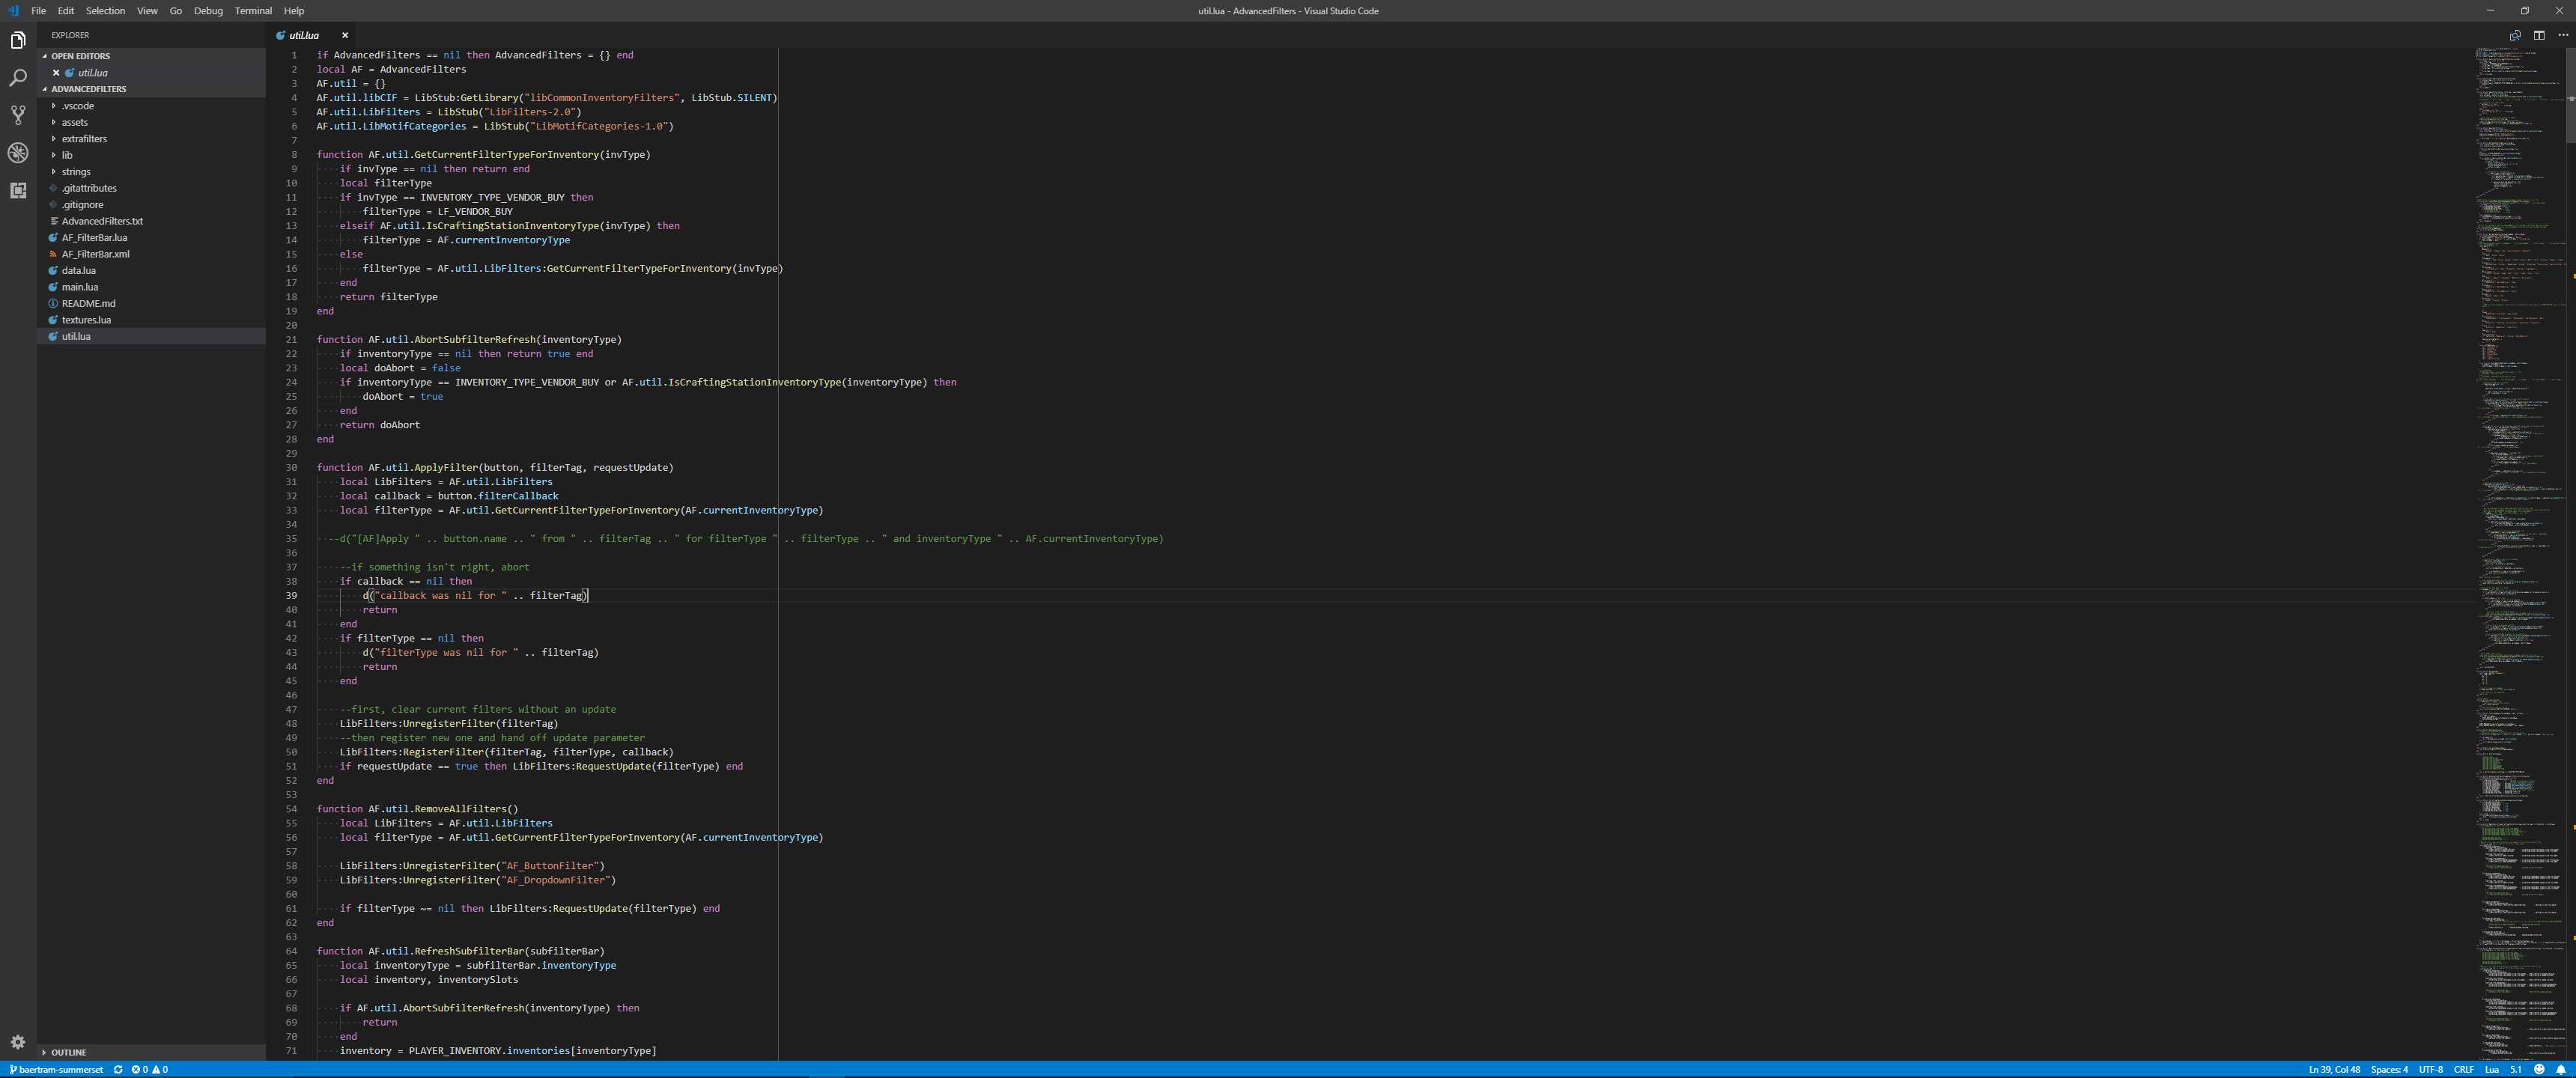 File Edit Selection View Go Debug Terminal Help
util.lua - AdvancedFilters - Visual Studio Code
EXPLORER
OPEN EDITORS
util.lua
ADVANCEDFILTERS
.vscode
assets
extrafilters
lib
strings
.gitattributes
.gitignore
AdvancedFilters.txt
AF_FilterBar.lua
AF_FilterBar.xml
data.lua
main.lua
README.md
textures.lua
util.lua
OUTLINE
util.lua
1 if AdvancedFilters == nil then AdvancedFilters = {} end
2 local AF = AdvancedFilters
3 AF.util = {}
4 AF.util.libCIF = LibStub:GetLibrary("libCommonInventoryFilters", LibStub.SILENT)
5 AF.util.LibFilters = LibStub("LibFilters-2.0")
6 AF.util.LibMotifCategories = LibStub("LibMotifCategories-1.0")
7
8 function AF.util.GetCurrentFilterTypeForInventory(invType)
9     if invType == nil then return end
10     local filterType
11     if invType == INVENTORY_TYPE_VENDOR_BUY then
12         filterType = LF_VENDOR_BUY
13     elseif AF.util.IsCraftingStationInventoryType(invType) then
14         filterType = AF.currentInventoryType
15     else
16         filterType = AF.util.LibFilters:GetCurrentFilterTypeForInventory(invType)
17     end
18     return filterType
19 end
20
21 function AF.util.AbortSubfilterRefresh(inventoryType)
22     if inventoryType == nil then return true end
23     local doAbort = false
24     if inventoryType == INVENTORY_TYPE_VENDOR_BUY or AF.util.IsCraftingStationInventoryType(inventoryType) then
25         doAbort = true
26     end
27     return doAbort
28 end
29
30 function AF.util.ApplyFilter(button, filterTag, requestUpdate)
31     local LibFilters = AF.util.LibFilters
32     local callback = button.filterCallback
33     local filterType = AF.util.GetCurrentFilterTypeForInventory(AF.currentInventoryType)
34
35   --d("[AF]Apply " .. button.name .. " from " .. filterTag .. " for filterType " .. filterType .. " and inventoryType " .. AF.currentInventoryType)
36
37     --if something isn't right, abort
38     if callback == nil then
39         d("callback was nil for " .. filterTag)
40         return
41     end
42     if filterType == nil then
43         d("filterType was nil for " .. filterTag)
44         return
45     end
46
47     --first, clear current filters without an update
48     LibFilters:UnregisterFilter(filterTag)
49     --then register new one and hand off update parameter
50     LibFilters:RegisterFilter(filterTag, filterType, callback)
51     if requestUpdate == true then LibFilters:RequestUpdate(filterType) end
52 end
53
54 function AF.util.RemoveAllFilters()
55     local LibFilters = AF.util.LibFilters
56     local filterType = AF.util.GetCurrentFilterTypeForInventory(AF.currentInventoryType)
57
58     LibFilters:UnregisterFilter("AF_ButtonFilter")
59     LibFilters:UnregisterFilter("AF_DropdownFilter")
60
61     if filterType ~= nil then LibFilters:RequestUpdate(filterType) end
62 end
63
64 function AF.util.RefreshSubfilterBar(subfilterBar)
65     local inventoryType = subfilterBar.inventoryType
66     local inventory, inventorySlots
67
68     if AF.util.AbortSubfilterRefresh(inventoryType) then
69         return
70     end
71     inventory = PLAYER_INVENTORY.inventories[inventoryType]
baertram-summerset 0 0 Ln 39, Col 48 Spaces: 4 UTF-8 CRLF Lua 5.1